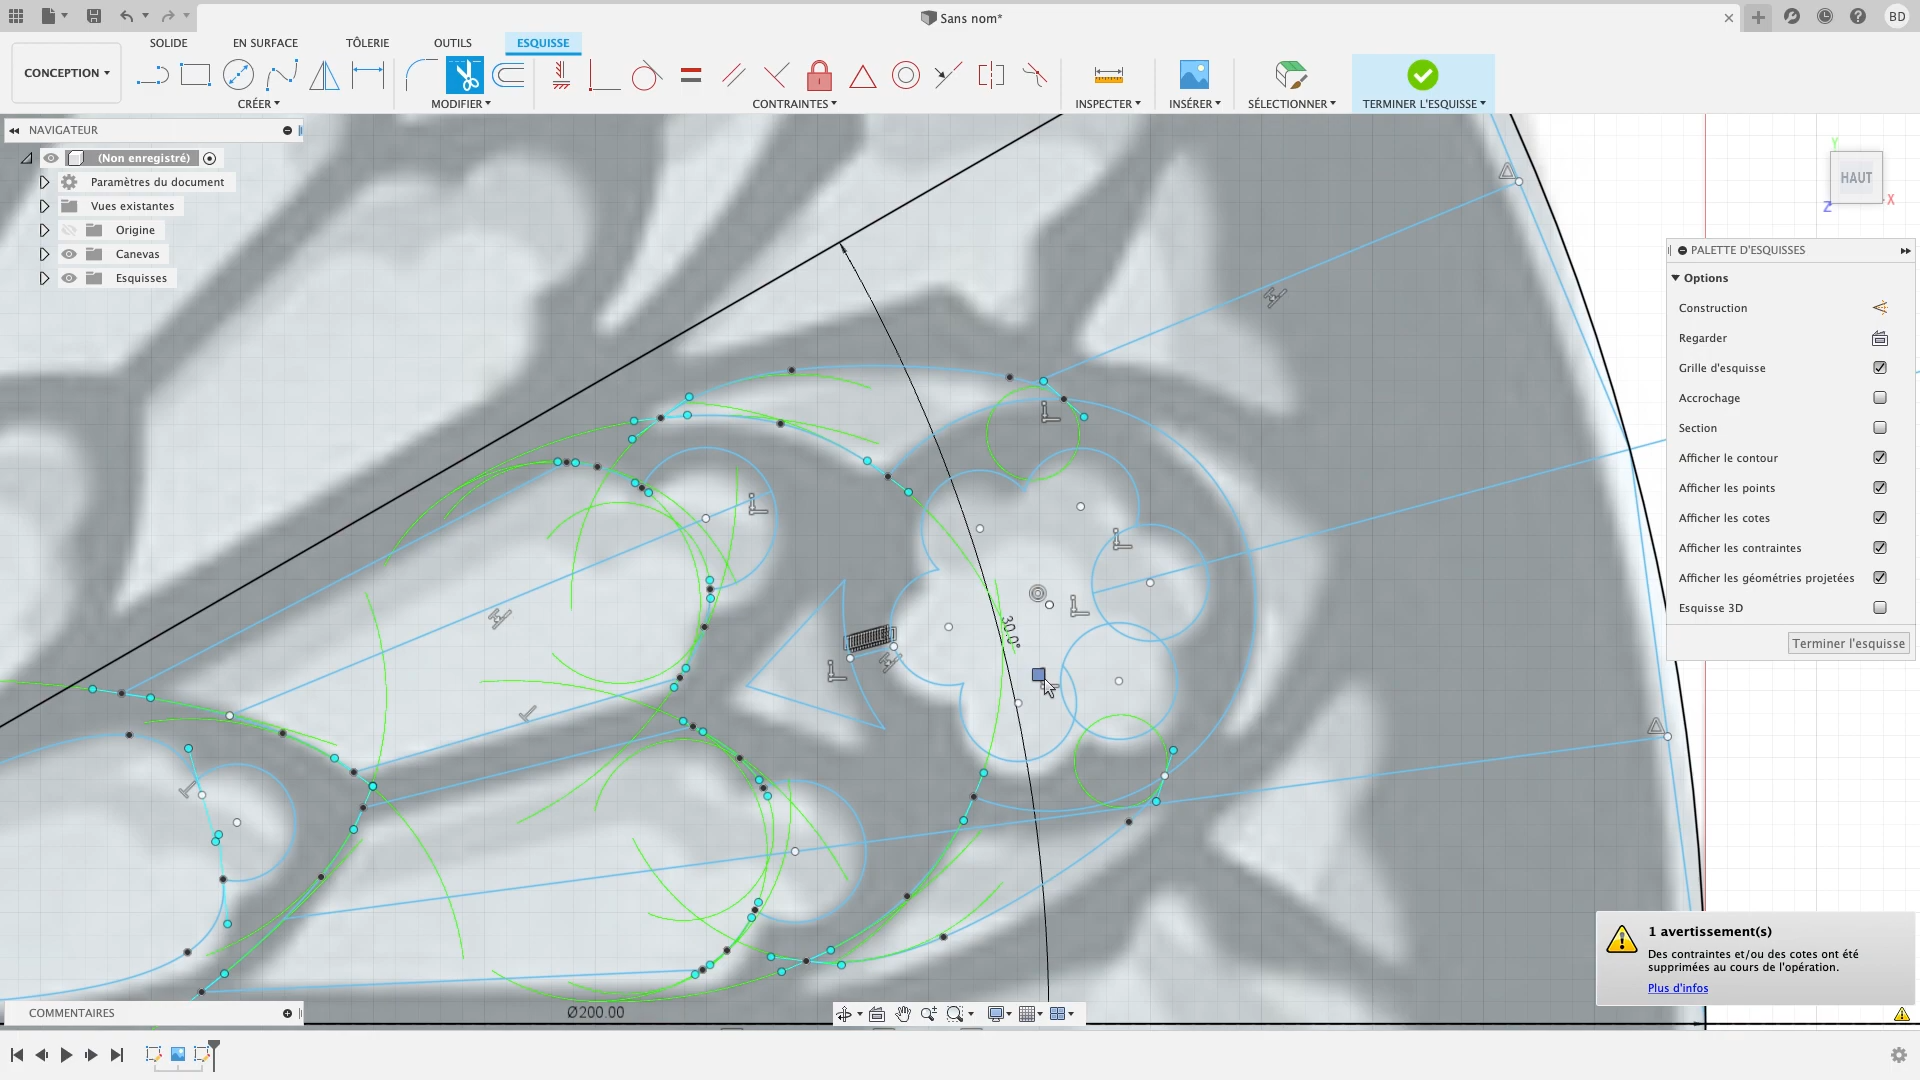 Sans nom*
BD
SOLIDE
EN SURFACE
TÔLERIE
OUTILS
ESQUISSE
CONCEPTION
CRÉER
MODIFIER
CONTRAINTES
INSPECTER
INSÉRER
SÉLECTIONNER
TERMINER L'ESQUISSE
NAVIGATEUR
(Non enregistré)
Paramètres du document
Vues existantes
Origine
Canevas
Esquisses
Y
HAUT
X
Z
PALETTE D'ESQUISSES
Options
Construction
Regarder
Grille d'esquisse
Accrochage
Section
Afficher le contour
Afficher les points
Afficher les cotes
Afficher les contraintes
Afficher les géométries projetées
Esquisse 3D
Terminer l'esquisse
30.0°
1 avertissement(s)
Des contraintes et/ou des cotes ont été
supprimées au cours de l'opération.
Plus d'infos
COMMENTAIRES
Ø200.00